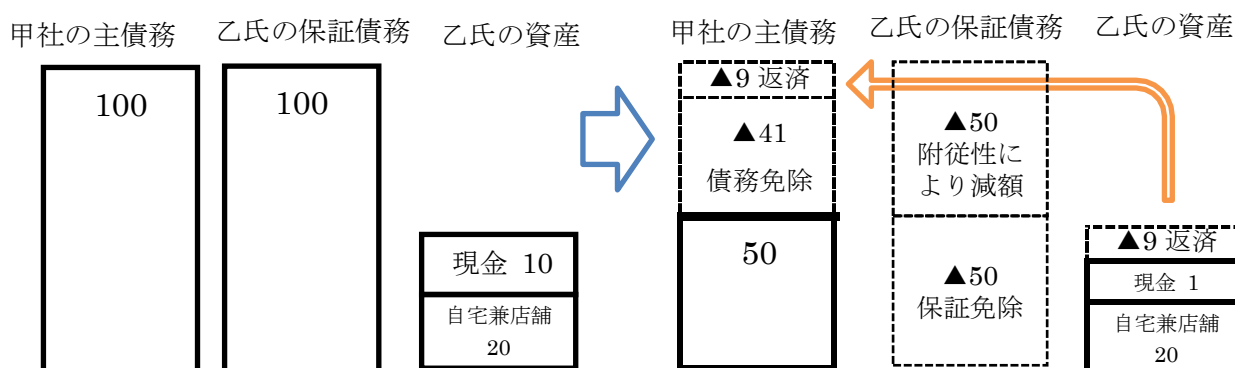 甲社の主債務
乙氏の保証債務
乙氏の資産
100
100
現金 10
自宅兼店舗
20
甲社の主債務
乙氏の保証債務
乙氏の資産
▲9 返済
▲41
債務免除
50
▲50
附従性に
より減額
▲50
保証免除
▲9 返済
現金 1
自宅兼店舗
20